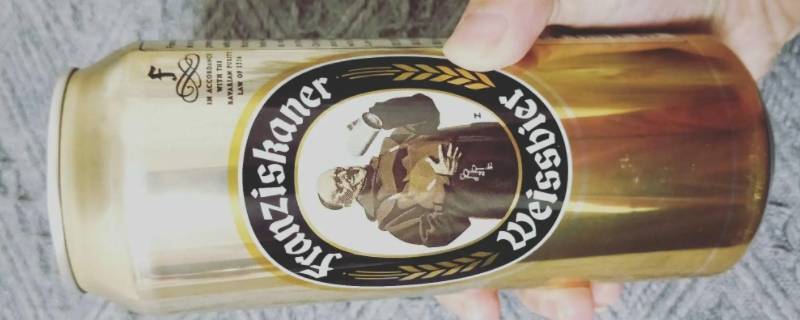 F
IN ACCORDANCE
WITH THE
BAVARIAN PURITY
LAW OF 1516
Franziskaner
Weissbier